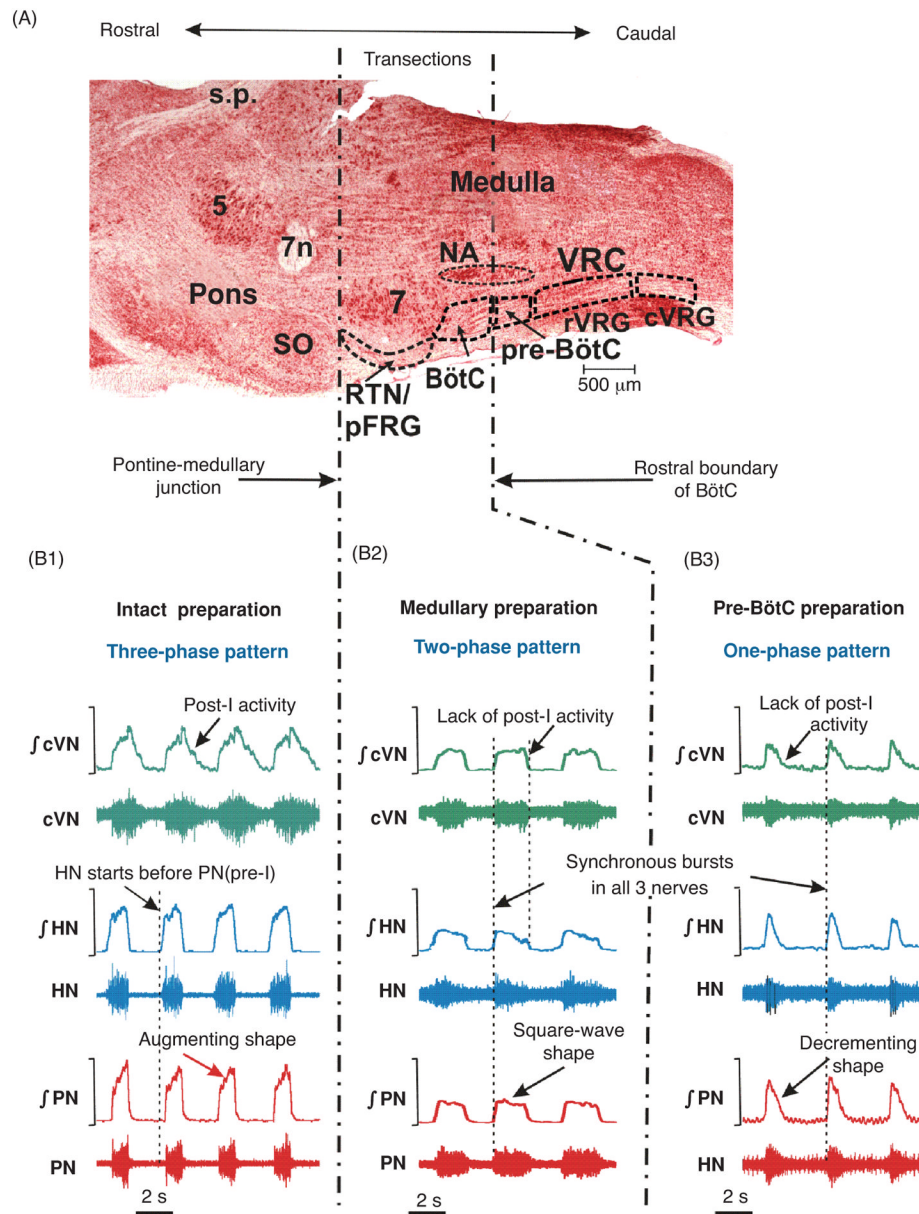 (A)
Rostral
Caudal
Transections
s.p.
5
7n
Medulla
NA
VRC
Pons
7
SO
rVRG
cVRG
pre-BötC
BötC
500 μm
RTN/
pFRG
Pontine-medullary
junction
Rostral boundary
of BötC
(B1)
Intact preparation
Three-phase pattern
Post-I activity
∫ cVN
cVN
HN starts before PN(pre-I)
∫ HN
HN
Augmenting shape
∫ PN
PN
2 s
(B2)
Medullary preparation
Two-phase pattern
Lack of post-I activity
∫ cVN
cVN
Synchronous bursts
in all 3 nerves
∫ HN
HN
Square-wave
shape
∫ PN
PN
2 s
(B3)
Pre-BötC preparation
One-phase pattern
Lack of post-I
activity
∫ cVN
cVN
∫ HN
HN
Decrementing
shape
∫ PN
HN
2 s